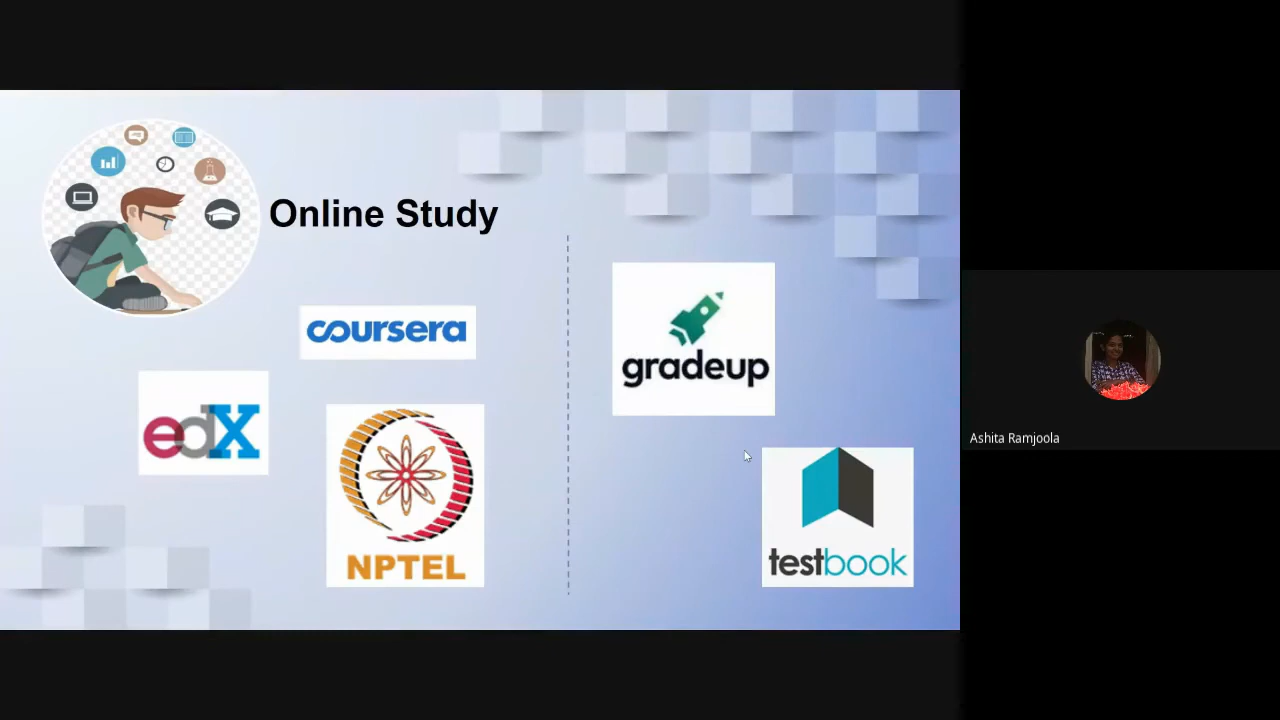 Online Study
coursera
edX
NPTEL
gradeup
testbook
Ashita Ramjoola